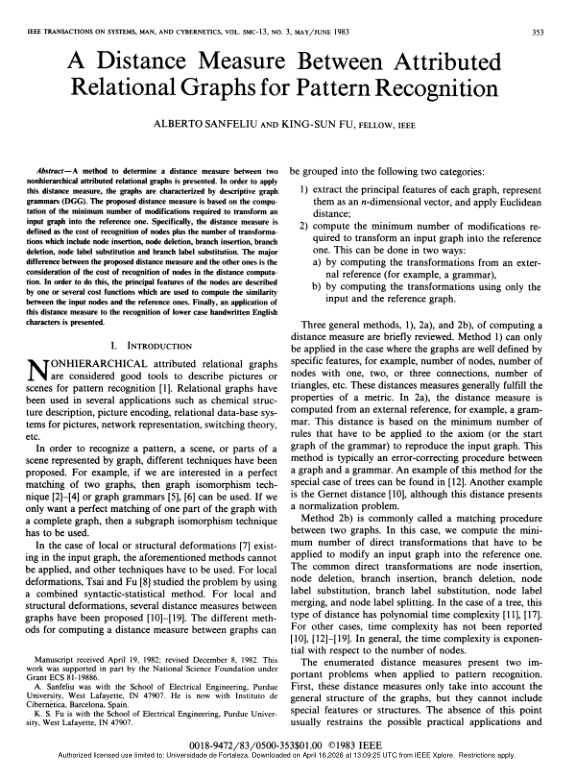 IEEE TRANSACTIONS ON SYSTEMS, MAN, AND CYBERNETICS, VOL. SMC-13, NO. 3, MAY/JUNE 1983
353
A Distance Measure Between Attributed
Relational Graphs for Pattern Recognition
ALBERTO SANFELIU AND KING-SUN FU, FELLOW, IEEE
Abstract—A method to determine a distance measure between two
nonhierarchical attributed relational graphs is presented. In order to apply
this distance measure, the graphs are characterized by descriptive graph
grammars (DGG). The proposed distance measure is based on the compu-
tation of the minimum number of modifications required to transform an
input graph into the reference one. Specifically, the distance measure is
defined as the cost of recognition of nodes plus the number of transforma-
tions which include node insertion, node deletion, branch insertion, branch
deletion, node label substitution and branch label substitution. The major
difference between the proposed distance measure and the other ones is the
consideration of the cost of recognition of nodes in the distance computa-
tion. In order to do this, the principal features of the nodes are described
by one or several cost functions which are used to compute the similarity
between the input nodes and the reference ones. Finally, an application of
this distance measure to the recognition of lower case handwritten English
characters is presented.
I. INTRODUCTION
NONHIERARCHICAL attributed relational graphs
are considered good tools to describe pictures or
scenes for pattern recognition [1]. Relational graphs have
been used in several applications such as chemical struc-
ture description, picture encoding, relational data-base sys-
tems for pictures, network representation, switching theory,
etc.
In order to recognize a pattern, a scene, or parts of a
scene represented by graph, different techniques have been
proposed. For example, if we are interested in a perfect
matching of two graphs, then graph isomorphism tech-
nique [2]–[4] or graph grammars [5], [6] can be used. If we
only want a perfect matching of one part of the graph with
a complete graph, then a subgraph isomorphism technique
has to be used.
In the case of local or structural deformations [7] exist-
ing in the input graph, the aforementioned methods cannot
be applied, and other techniques have to be used. For local
deformations, Tsai and Fu [8] studied the problem by using
a combined syntactic-statistical method. For local and
structural deformations, several distance measures between
graphs have been proposed [10]–[19]. The different meth-
ods for computing a distance measure between graphs can
Manuscript received April 19, 1982; revised December 8, 1982. This
work was supported in part by the National Science Foundation under
Grant ECS 81-19886.
A. Sanfeliu was with the School of Electrical Engineering, Purdue
University, West Lafayette, IN 47907. He is now with Instituto de
Cibernética, Barcelona, Spain.
K. S. Fu is with the School of Electrical Engineering, Purdue Univer-
sity, West Lafayette, IN 47907.
be grouped into the following two categories:
1) extract the principal features of each graph, represent
them as an n-dimensional vector, and apply Euclidean
distance;
2) compute the minimum number of modifications re-
quired to transform an input graph into the reference
one. This can be done in two ways:
a) by computing the transformations from an exter-
nal reference (for example, a grammar),
b) by computing the transformations using only the
input and the reference graph.
Three general methods, 1), 2a), and 2b), of computing a
distance measure are briefly reviewed. Method 1) can only
be applied in the case where the graphs are well defined by
specific features, for example, number of nodes, number of
nodes with one, two, or three connections, number of
triangles, etc. These distances measures generally fulfill the
properties of a metric. In 2a), the distance measure is
computed from an external reference, for example, a gram-
mar. This distance is based on the minimum number of
rules that have to be applied to the axiom (or the start
graph of the grammar) to reproduce the input graph. This
method is typically an error-correcting procedure between
a graph and a grammar. An example of this method for the
special case of trees can be found in [12]. Another example
is the Gernet distance [10], although this distance presents
a normalization problem.
Method 2b) is commonly called a matching procedure
between two graphs. In this case, we compute the mini-
mum number of direct transformations that have to be
applied to modify an input graph into the reference one.
The common direct transformations are node insertion,
node deletion, branch insertion, branch deletion, node
label substitution, branch label substitution, node label
merging, and node label splitting. In the case of a tree, this
type of distance has polynomial time complexity [11], [17].
For other cases, time complexity has not been reported
[10], [12]–[19]. In general, the time complexity is exponen-
tial with respect to the number of nodes.
The enumerated distance measures present two im-
portant problems when applied to pattern recognition.
First, these distance measures only take into account the
general structure of the graphs, but they cannot include
special features or structures. The absence of this point
usually restrains the possible practical applications and
0018-9472/83/0500-353$01.00 ©1983 IEEE
Authorized licensed use limited to: Universidade de Fortaleza. Downloaded on April 16,2026 at 13:09:25 UTC from IEEE Xplore. Restrictions apply.